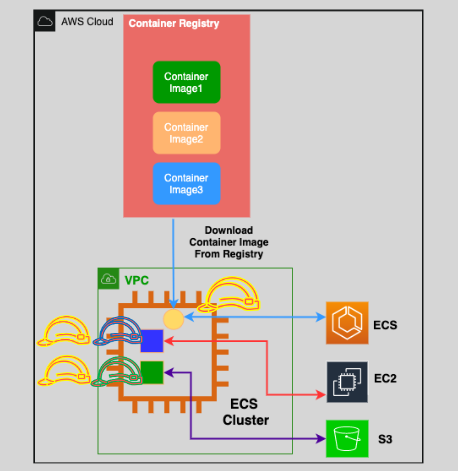 AWS Cloud
Container Registry
Container
Image1
Container
Image2
Container
Image3
Download
Container Image
From Registry
VPC
ECS
EC2
ECS
Cluster
S3